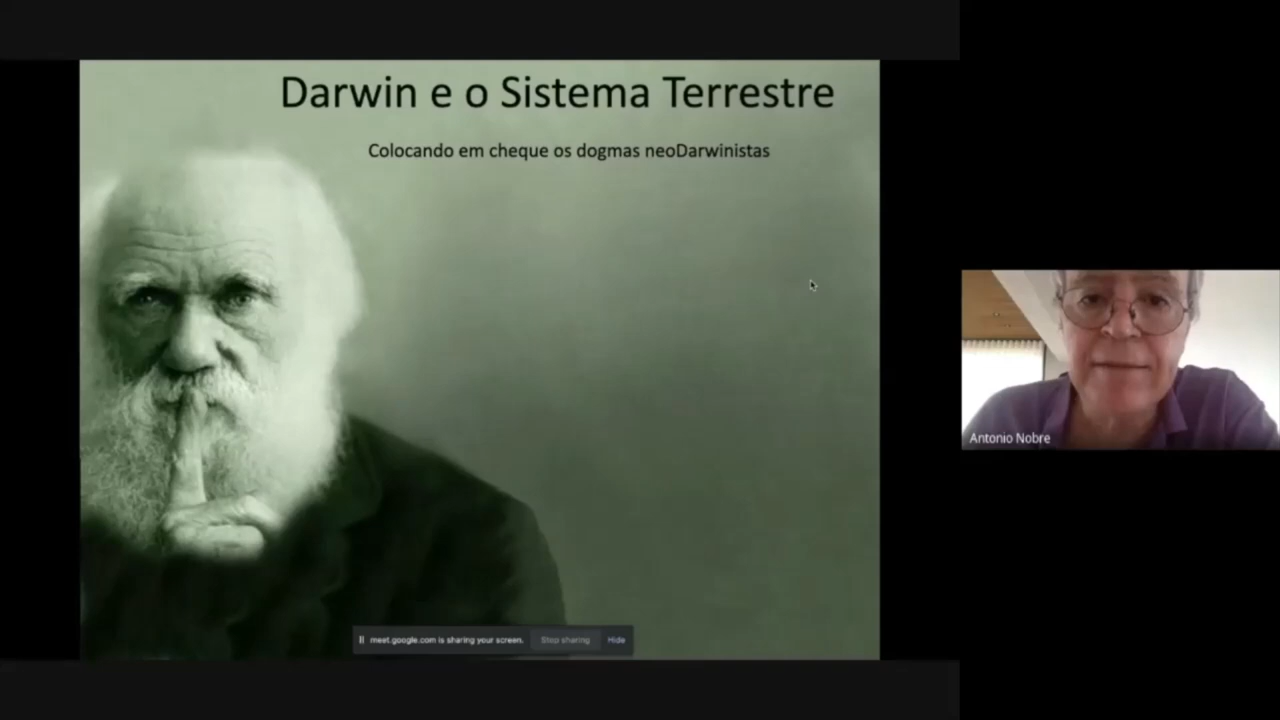 Darwin e o Sistema Terrestre
Colocando em cheque os dogmas neoDarwinistas
Antonio Nobre
meet.google.com is sharing your screen. Stop sharing Hide